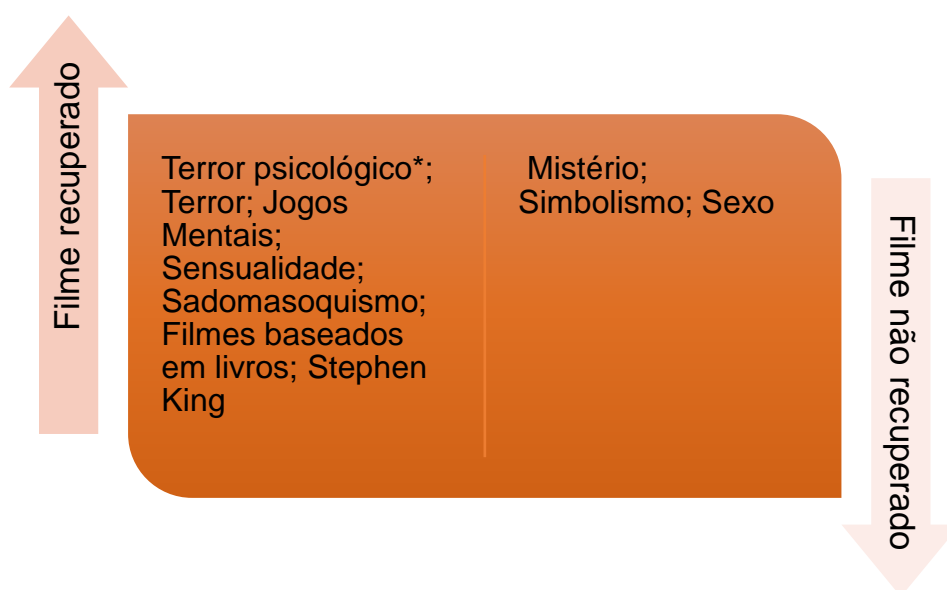 Filme recuperado
Terror psicológico*;
Terror; Jogos
Mentais;
Sensualidade;
Sadomasoquismo;
Filmes baseados
em livros; Stephen
King
Mistério;
Simbolismo; Sexo
Filme não recuperado